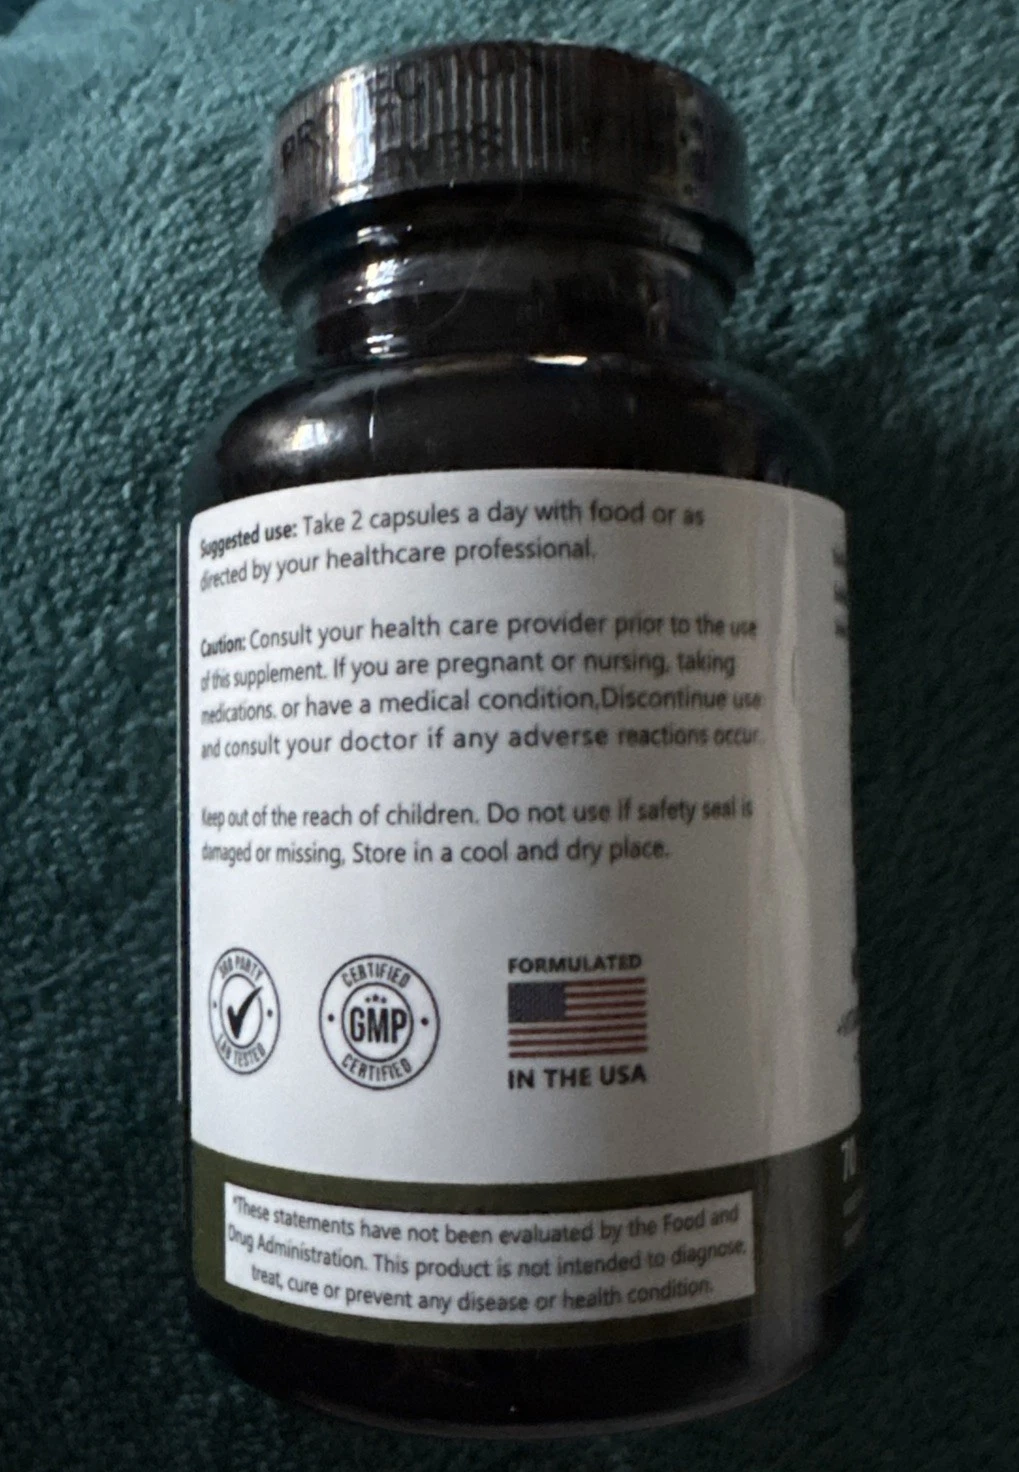 PROTECTION
Suggested use: Take 2 capsules a day with food or as
directed by your healthcare professional.
Caution: Consult your health care provider prior to the use
of this supplement. If you are pregnant or nursing, taking
medications. or have a medical condition,Discontinue use
and consult your doctor if any adverse reactions occur.
Keep out of the reach of children. Do not use if safety seal is
damaged or missing, Store in a cool and dry place.
3RD PARTY
LAB TESTED
CERTIFIED
GMP
CERTIFIED
FORMULATED
IN THE USA
70
*These statements have not been evaluated by the Food and
Drug Administration. This product is not intended to diagnose,
treat, cure or prevent any disease or health condition.